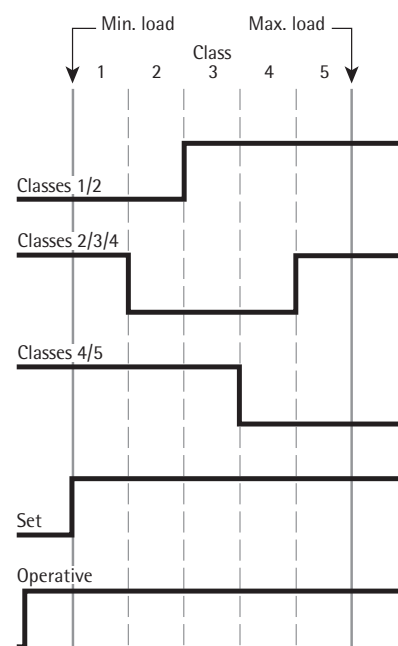 Min. load Max. load
Class
1 2 3 4 5
Classes 1/2
Classes 2/3/4
Classes 4/5
Set
Operative